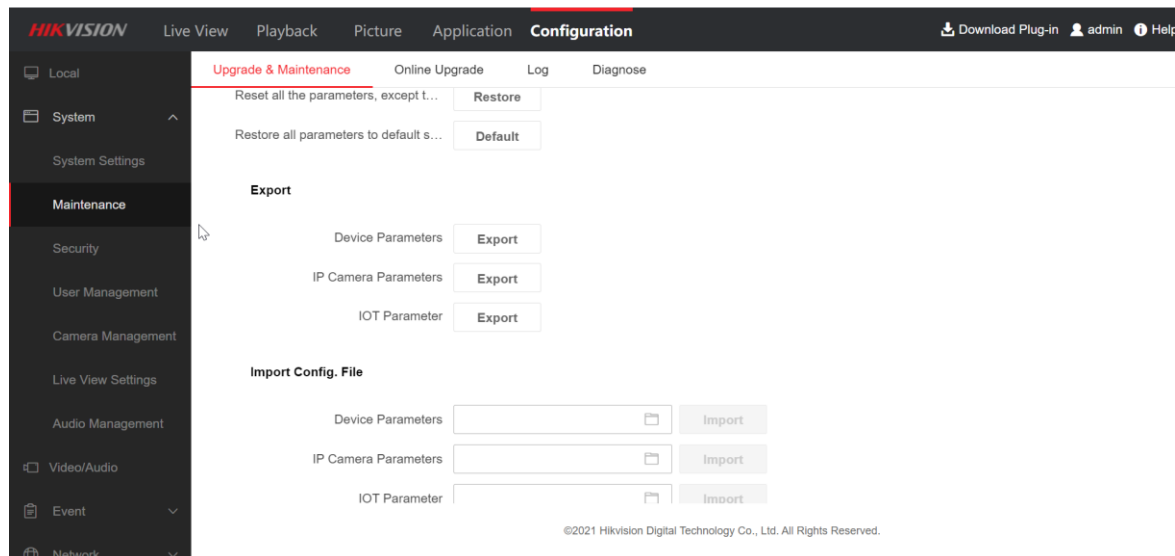 HIKVISION Live View Playback Picture Application Configuration Download Plug-in admin Help
Local
Upgrade & Maintenance Online Upgrade Log Diagnose
Reset all the parameters, except t... Restore
System
Restore all parameters to default s... Default
System Settings
Export
Maintenance
Device Parameters Export
Security
IP Camera Parameters Export
User Management
IOT Parameter Export
Camera Management
Import Config. File
Live View Settings
Device Parameters Import
Audio Management
IP Camera Parameters Import
Video/Audio
IOT Parameter Import
Event
©2021 Hikvision Digital Technology Co., Ltd. All Rights Reserved.
Network